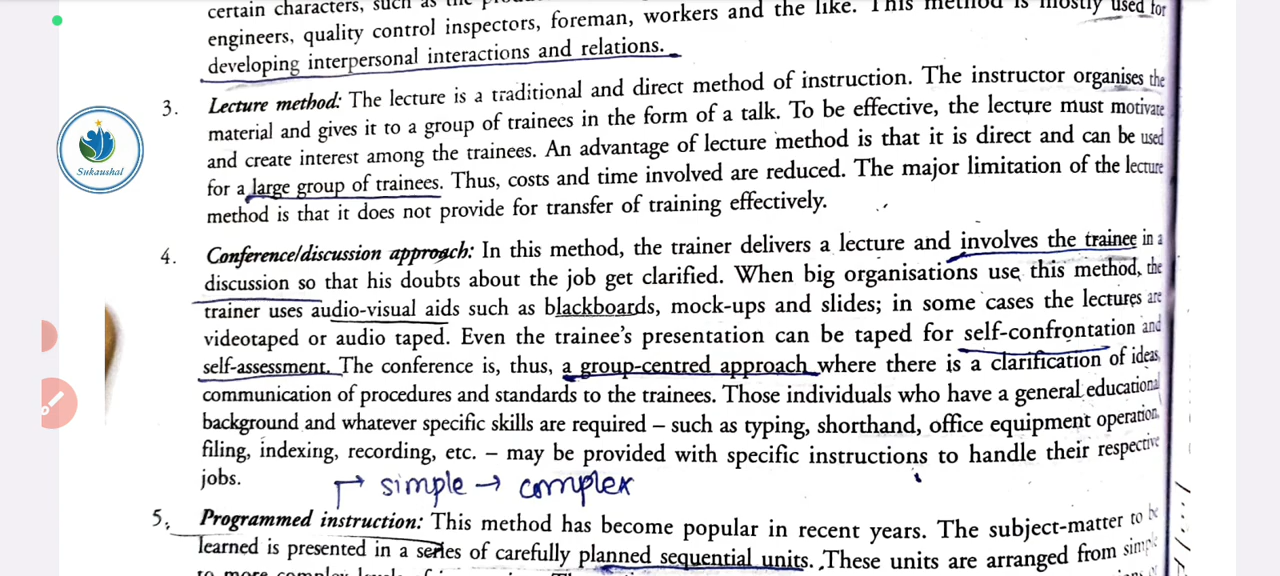 certain characters, such as the
engineers, quality control inspectors, foreman, workers and the like. This method is mostly used for
developing interpersonal interactions and relations.
3. Lecture method: The lecture is a traditional and direct method of instruction. The instructor organises the
material and gives it to a group of trainees in the form of a talk. To be effective, the lecture must motivate
and create interest among the trainees. An advantage of lecture method is that it is direct and can be used
for a large group of trainees. Thus, costs and time involved are reduced. The major limitation of the lecture
method is that it does not provide for transfer of training effectively.
Sukaushal
4. Conference/discussion approach: In this method, the trainer delivers a lecture and involves the trainee in a
discussion so that his doubts about the job get clarified. When big organisations use this method, the
trainer uses audio-visual aids such as blackboards, mock-ups and slides; in some cases the lectures are
videotaped or audio taped. Even the trainee's presentation can be taped for self-confrontation and
self-assessment. The conference is, thus, a group-centred approach where there is a clarification of ideas,
communication of procedures and standards to the trainees. Those individuals who have a general educational
background and whatever specific skills are required – such as typing, shorthand, office equipment operation,
filing, indexing, recording, etc. – may be provided with specific instructions to handle their respective
jobs.
simple → complex
5. Programmed instruction: This method has become popular in recent years. The subject-matter to be
learned is presented in a series of carefully planned sequential units. These units are arranged from simple
to more complex levels of